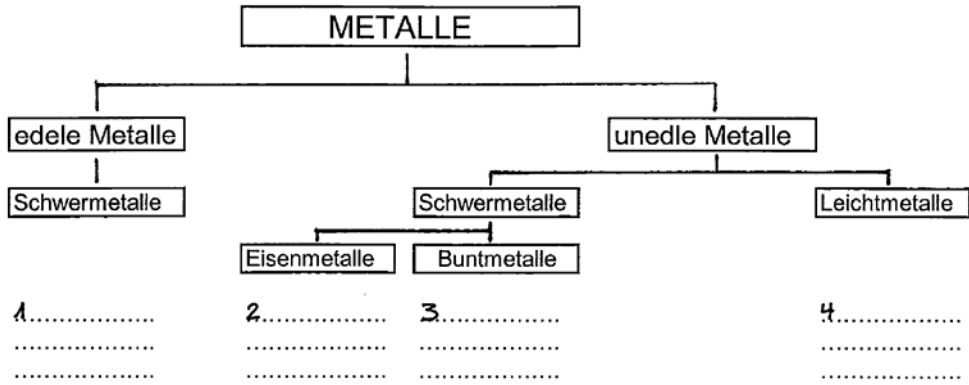 METALLE
edele Metalle
unedle Metalle
Schwermetalle
Schwermetalle
Leichtmetalle
Eisenmetalle
Buntmetalle
1................
2................
3................
4................
................
................
................
................
................
................
................
................